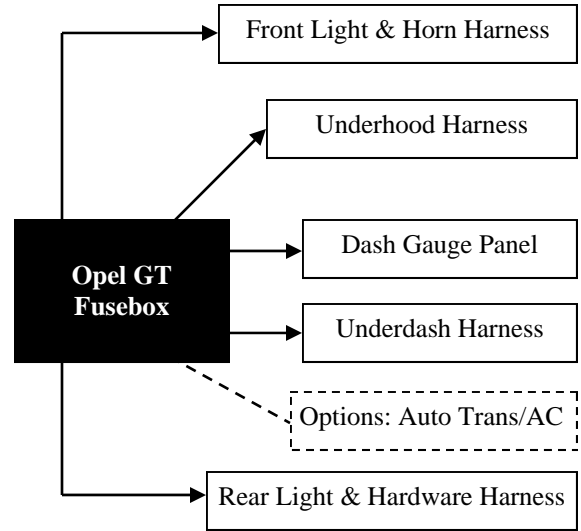 Front Light & Horn Harness
Underhood Harness
Opel GT
Fusebox
Dash Gauge Panel
Underdash Harness
Options: Auto Trans/AC
Rear Light & Hardware Harness